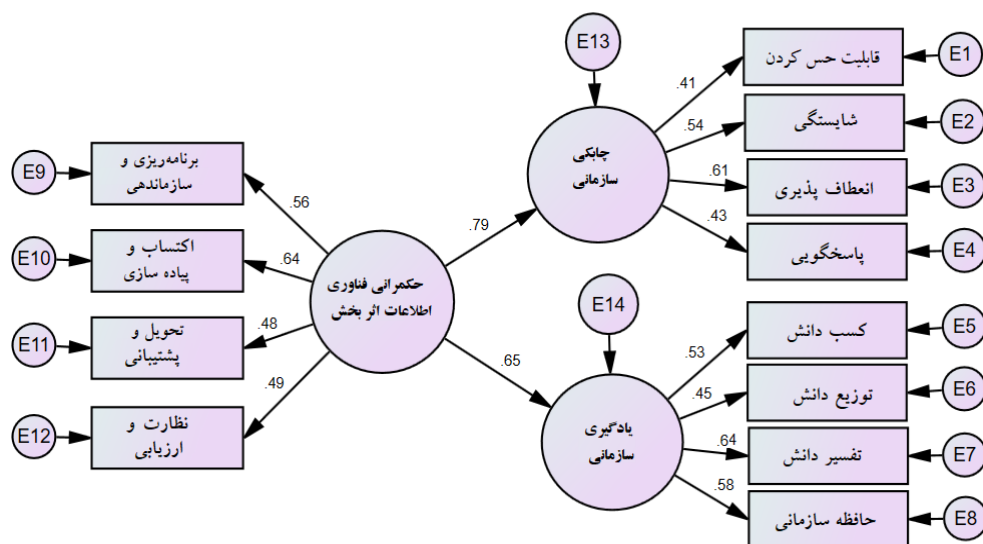 E13
قابلیت حس کردن
E1
.41
شایستگی
E2
.54
چابکی
سازمانی
برنامه‌ریزی و
سازماندهی
E9
.61
انعطاف پذیری
E3
.56
.79
.43
پاسخگویی
E4
اکتساب و
پیاده سازی
E10
.64
حکمرانی فناوری
اطلاعات اثر بخش
E14
تحویل و
پشتیبانی
E11
.48
.53
کسب دانش
E5
.65
.49
.45
توزیع دانش
E6
نظارت و
ارزیابی
E12
یادگیری
سازمانی
.64
تفسیر دانش
E7
.58
حافظه سازمانی
E8